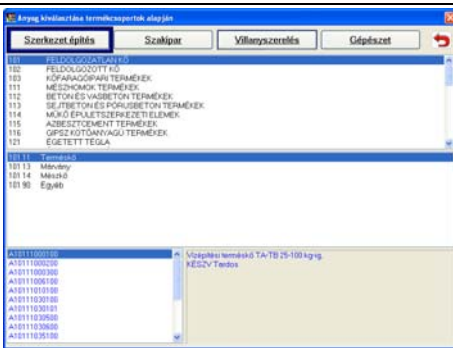 Anyag kiválasztása termékcsoportok alapján
Szerkezet építés Szakipar Villanyszerelés Gépészet
101 FELDOLGOZATLAN KŐ
102 FELDOLGOZOTT KŐ
103 KŐFARAGÓIPARI TERMÉKEK
111 MÉSZHOMOK TERMÉKEK
112 BETON ÉS VASBETON TERMÉKEK
113 SEJTBETON ÉS PÓRUSBETON TERMÉKEK
114 MŰKŐ ÉPÜLETSZERKEZETI ELEMEK
115 AZBESZTCEMENT TERMÉKEK
116 GIPSZ KÖTŐANYAGÚ TERMÉKEK
121 ÉGETETT TÉGLA
101 11 Terméskő
101 13 Márvány
101 14 Mészkő
101 90 Egyéb
A10111000100
A10111000200
A10111000300
A10111006100
A10111010100
A10111030100
A10111030101
A10111030500
A10111030600
A10111035100
Vízépítési terméskő TA-TB 25-100 kg-ig,
KÉSZV Tardos